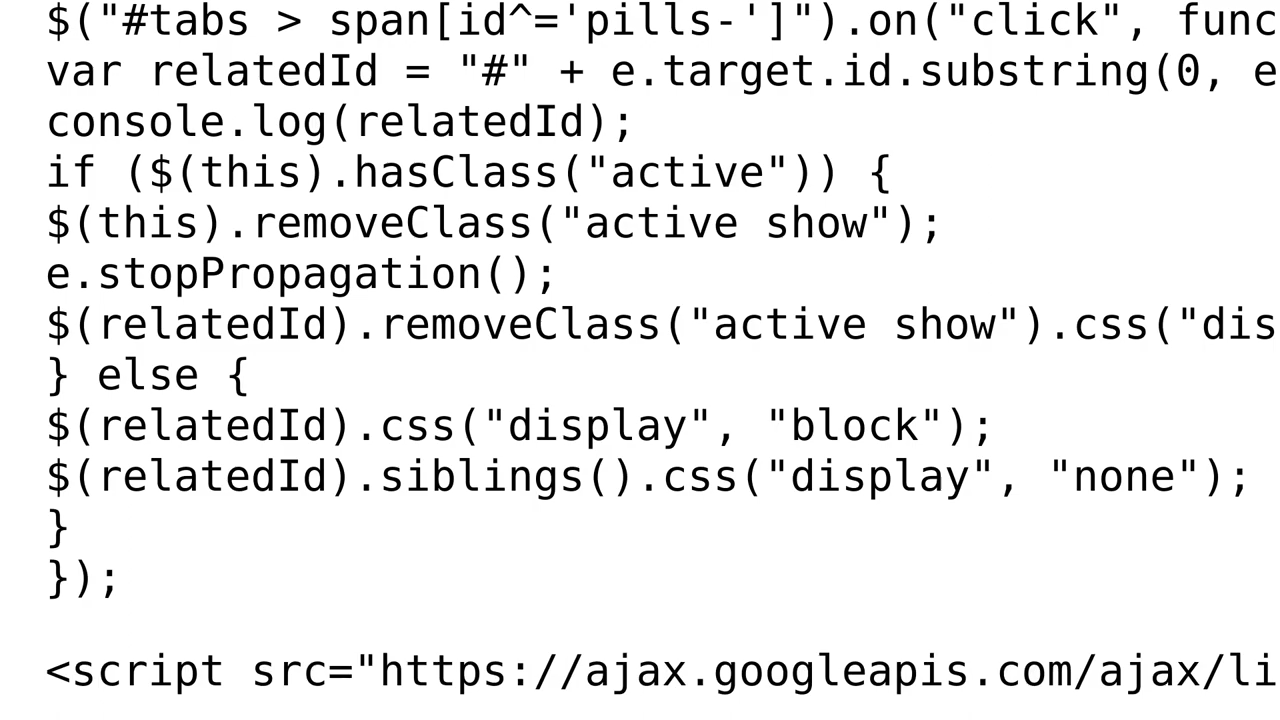 $("#tabs > span[id^='pills-']").on("click", func
var relatedId = "#" + e.target.id.substring(0, e
console.log(relatedId);
if ($(this).hasClass("active")) {
$(this).removeClass("active show");
e.stopPropagation();
$(relatedId).removeClass("active show").css("dis
} else {
$(relatedId).css("display", "block");
$(relatedId).siblings().css("display", "none");
}
});
<script src="https://ajax.googleapis.com/ajax/li